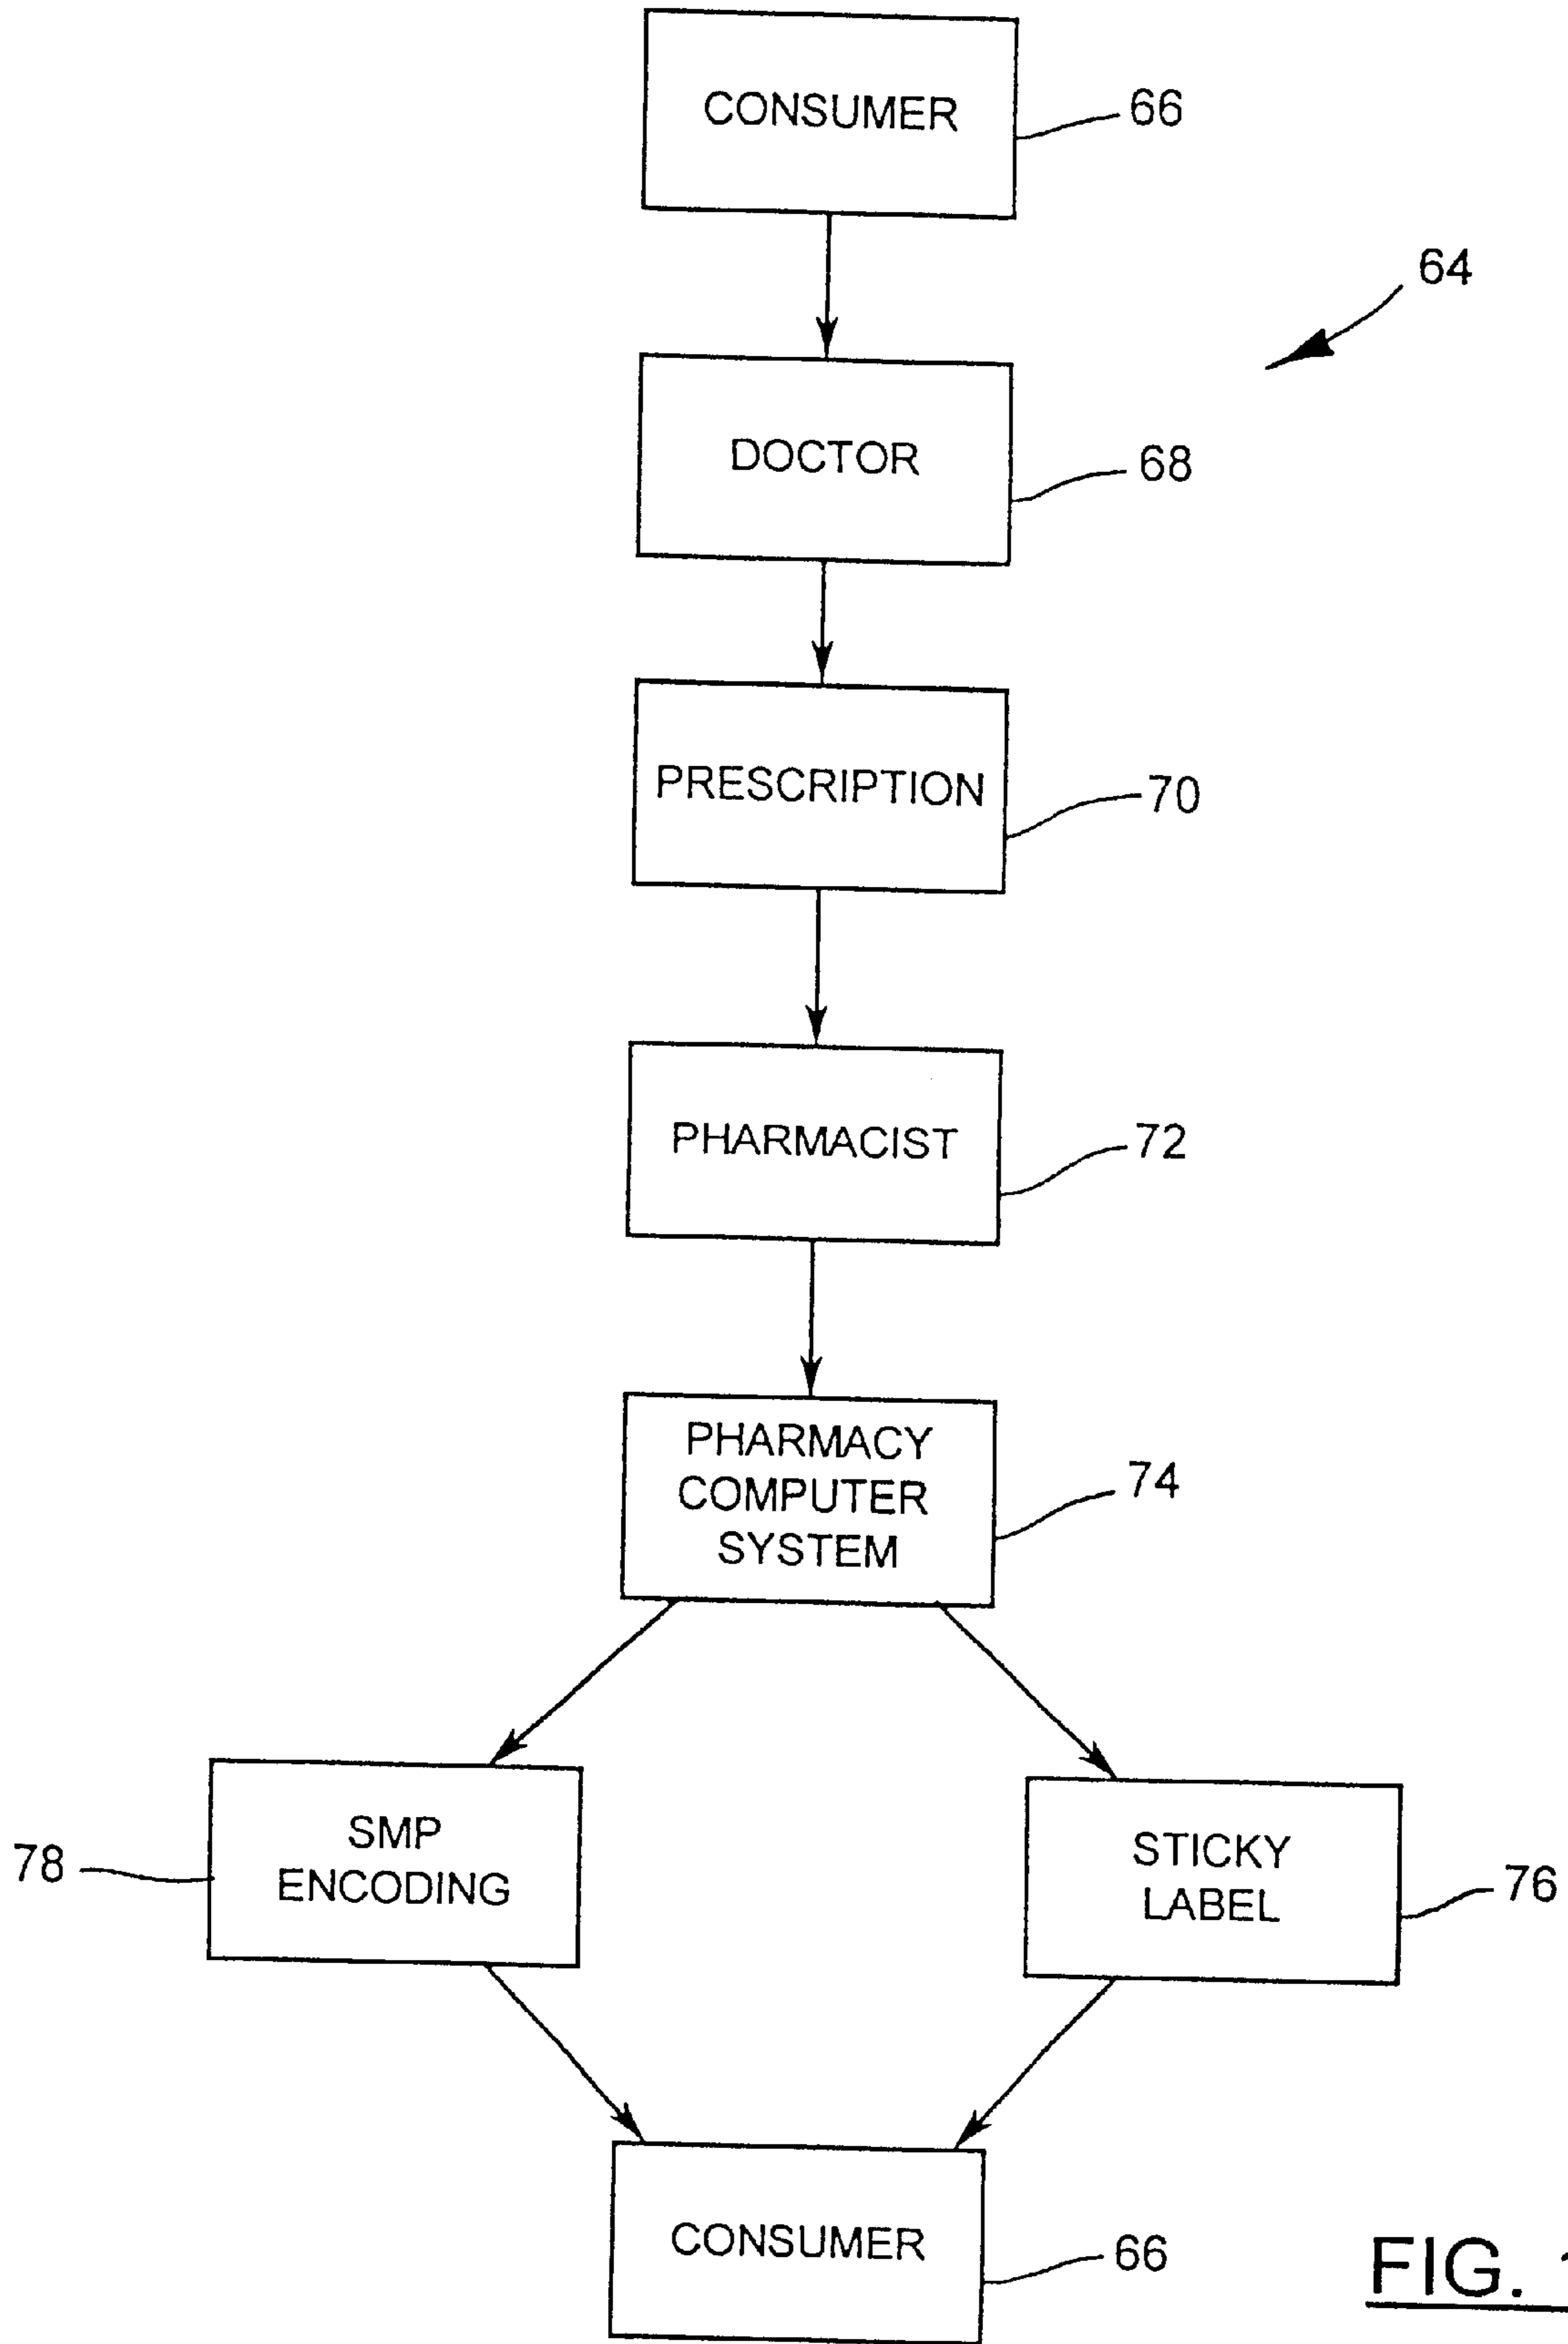 CONSUMER
66
64
DOCTOR
68
PRESCRIPTION
70
PHARMACIST
72
PHARMACY
COMPUTER
SYSTEM
74
SMP
ENCODING
78
STICKY
LABEL
76
CONSUMER
66
FIG.